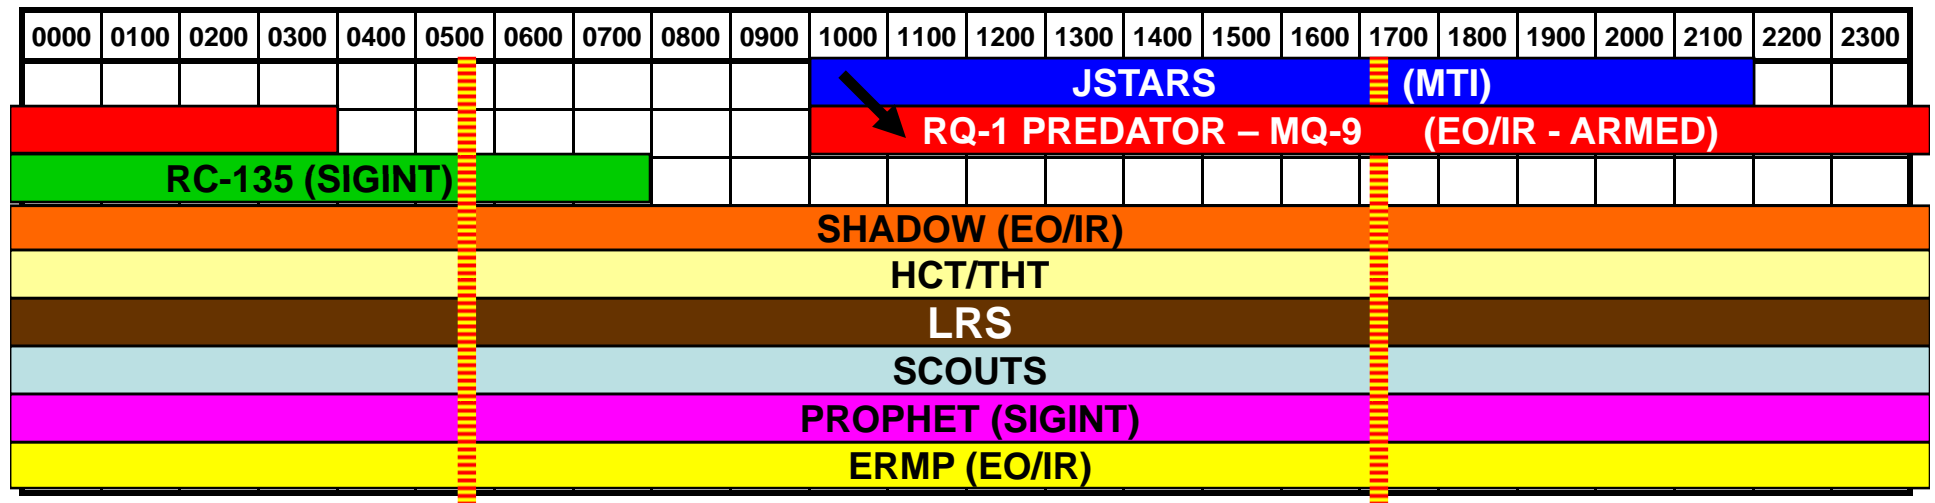 0000 0100 0200 0300 0400 0500 0600 0700 0800 0900 1000 1100 1200 1300 1400 1500 1600 1700 1800 1900 2000 2100 2200 2300
JSTARS (MTI)
RQ-1 PREDATOR – MQ-9 (EO/IR - ARMED)
RC-135 (SIGINT)
SHADOW (EO/IR)
HCT/THT
LRS
SCOUTS
PROPHET (SIGINT)
ERMP (EO/IR)